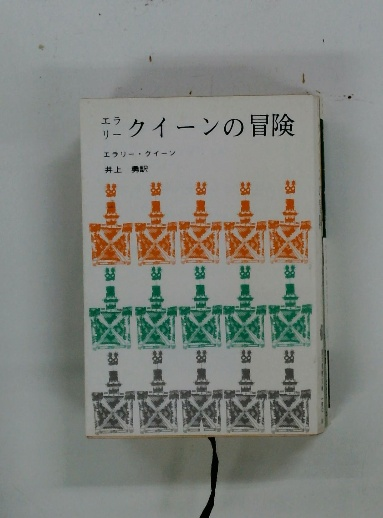 エラリー クイーンの冒険
エラリー・クイーン
井上 勇訳